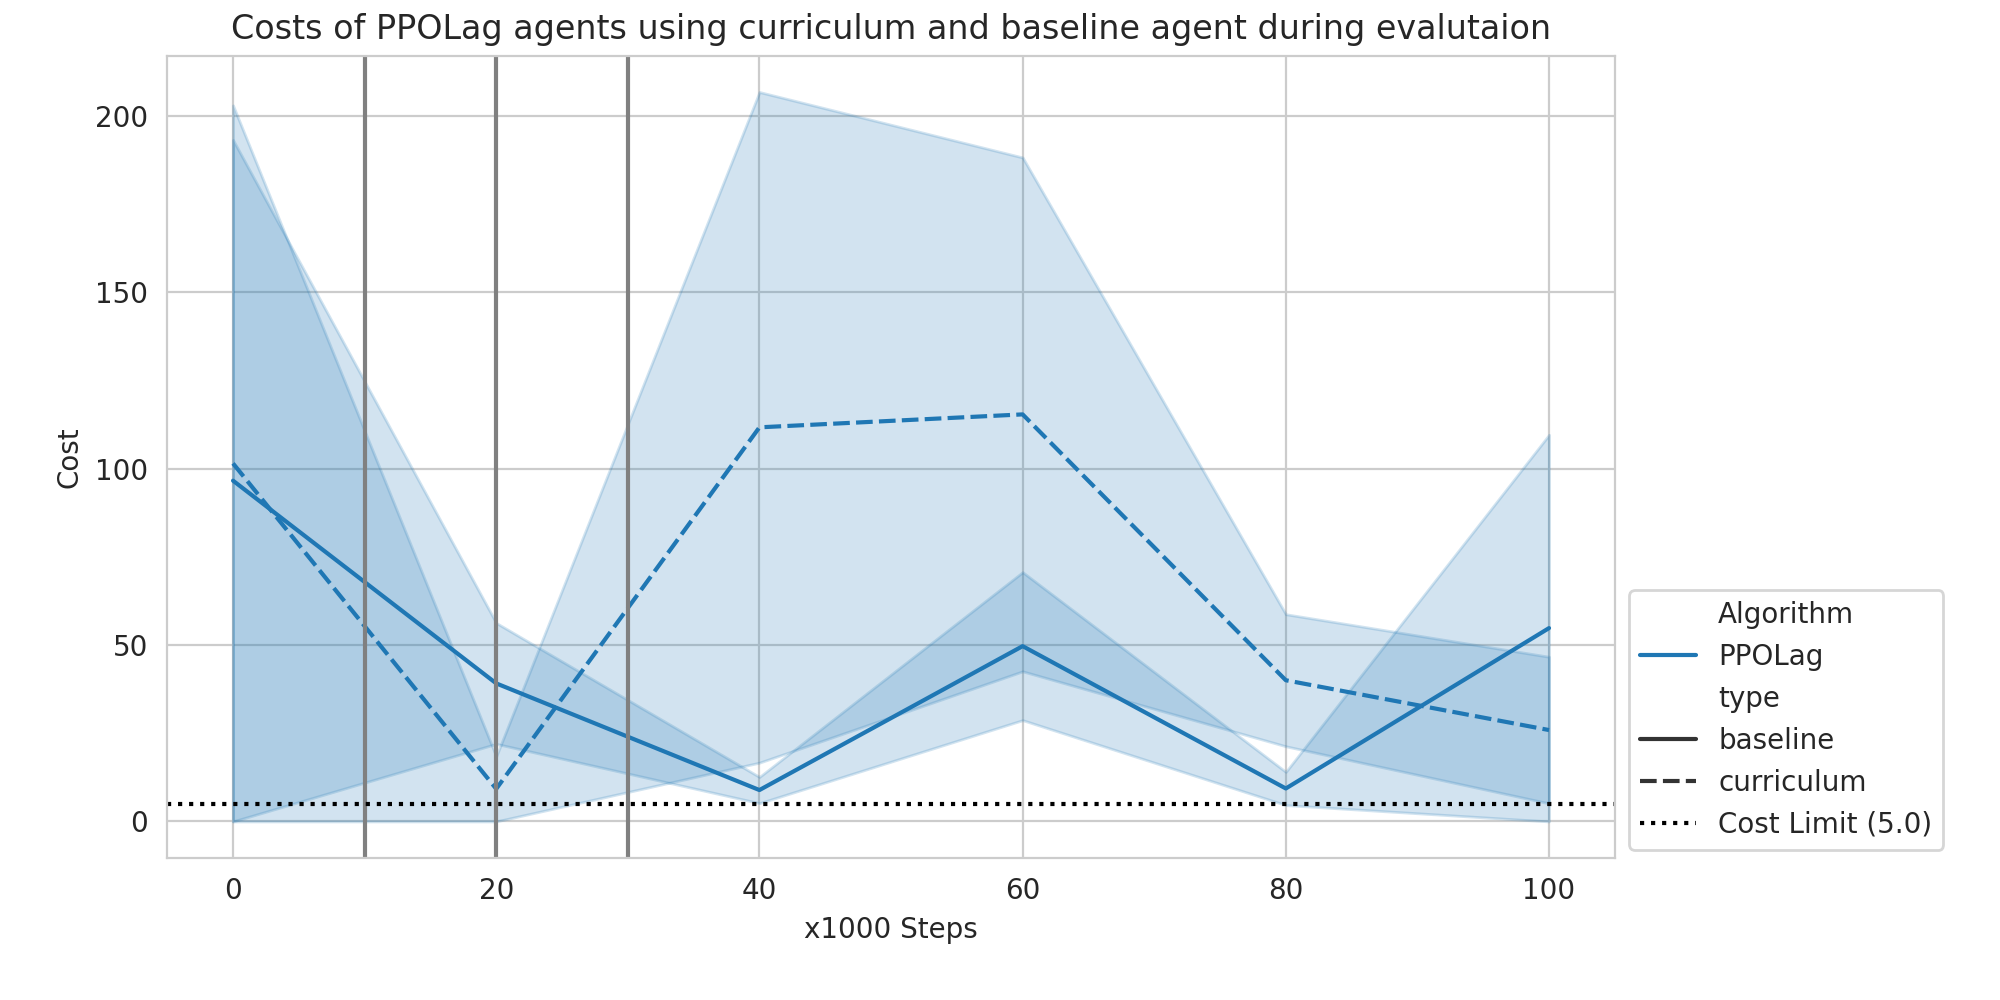 Costs of PPOLag agents using curriculum and baseline agent during evalutaion
200
150
100
50
0
Cost
0 20 40 60 80 100
x1000 Steps
Algorithm
PPOLag
type
baseline
curriculum
Cost Limit (5.0)